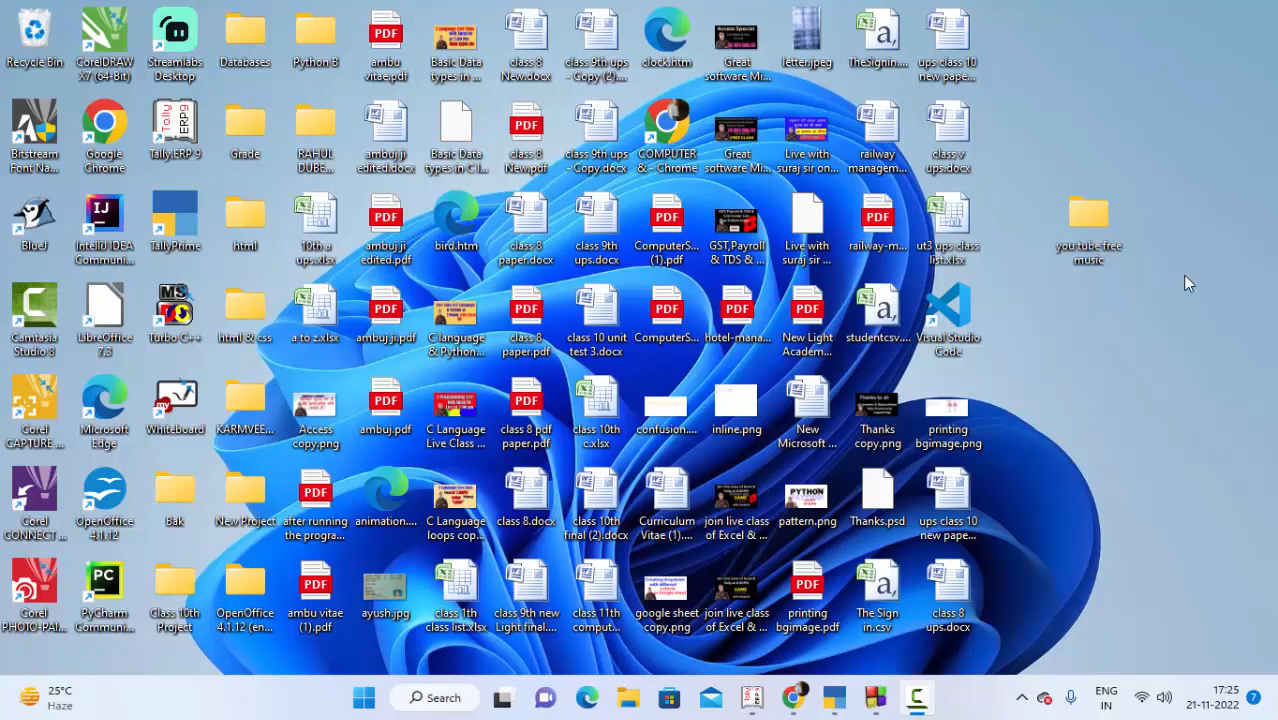 Recycle Bin
CorelDRAW X7 (64-Bit)
Streamlabs Desktop
Databases
ambu vitae.pdf
Basic Data types in ...
class 8 New.docx
class 9th ups - Copy (2)....
clock.htm
Great software Mi...
letter.jpeg
TheSignin....
ups class 10 new pape...
Bitstream Font Na...
Google Chrome
Tally.ERP 9
Grade
RAHUL DUBE...
ambuj ji edited.docx
Basic Data types in C l...
class 8 New.pdf
class 9th ups - Copy.docx
COMPUTER & - Chrome
Great software Mi...
Live with suraj sir on...
railway managem...
class v ups.docx
BlueJ
IntelliJ IDEA Communi...
TallyPrime
html
10th a ups.xlsx
ambuj ji edited.pdf
bird.htm
class 8 paper.docx
class 9th ups.docx
ComputerS... (1).pdf
GST,Payroll & TDS & ...
Live with suraj sir ...
railway-m...
ut3 ups class list.xlsx
you tube free music
Camtasia Studio 8
LibreOffice 7.3
Turbo C++
html & css
a to z.xlsx
ambuj ji.pdf
C language & Python...
class 8 paper.pdf
class 10 unit test 3.docx
ComputerS...
hotel-mana...
New Light Academ...
studentcsv....
Visual Studio Code
Corel CAPTURE ...
Microsoft Edge
KARMVEE...
Access copy.png
ambuj.pdf
C Language Live Class ...
class 8 pdf paper.pdf
class 10th c.xlsx
confusion....
inline.png
New Microsoft ...
Thanks copy.png
printing bgimage.png
Corel CONNECT ...
OpenOffice 4.1.12
Bak
New Project
after running the progra...
animation....
C Language loops cop...
class 8.docx
class 10th final (2).docx
Curriculum Vitae (1)....
join live class of Excel & ...
PYTHON
pattern.png
Thanks.psd
ups class 10 new pape...
Corel PHOTO-PAI...
PyCharm Communi...
Class 10th Project
OpenOffice 4.1.12 (en...
ambu vitae (1).pdf
ayush.jpg
class 1th class list.xlsx
class 9th new Light final....
class 11th comput...
google sheet copy.png
join live class of Excel & ...
printing bgimage.pdf
The Sign in.csv
class 8 ups.docx
25°C
Haze
Search
ENG
IN
17:25
21-11-2022
7